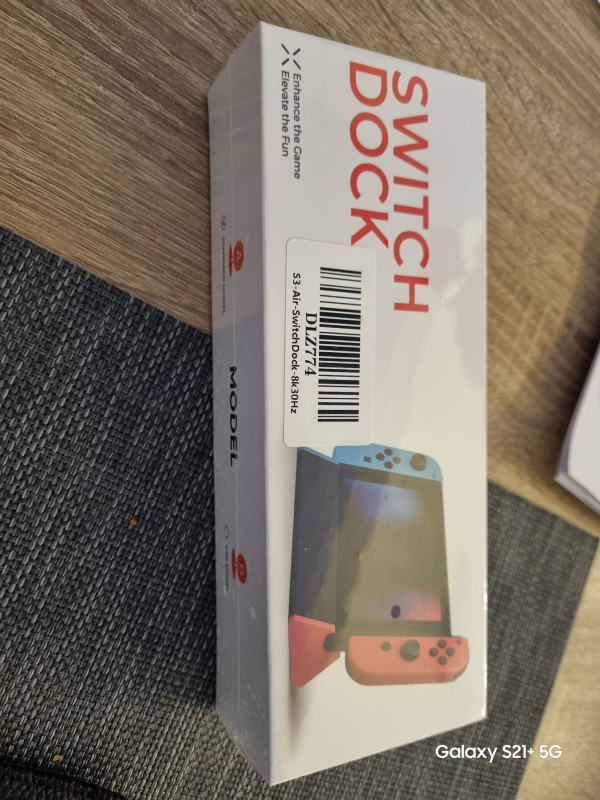 SWITCH
DOCK
Enhance the Game
Elevate the Fun
DLZ774
S3-Air-SwitchDock-8k30Hz
MODEL
Galaxy S21+ 5G